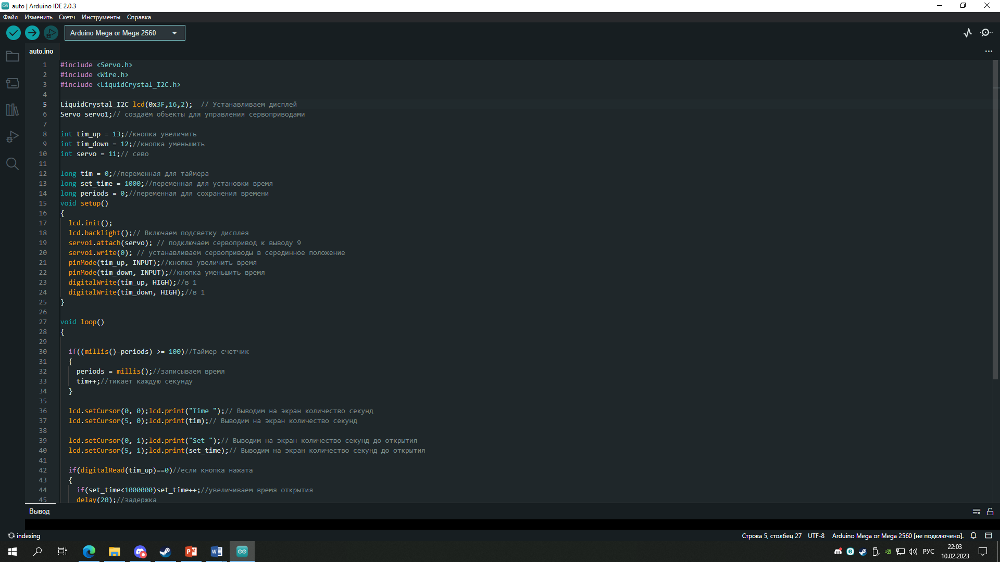 auto | Arduino IDE 2.0.3
Файл Изменить Скетч Инструменты Справка
Arduino Mega or Mega 2560
auto.ino
1 #include <Servo.h>
2 #include <Wire.h>
3 #include <LiquidCrystal_I2C.h>
4
5 LiquidCrystal_I2C lcd(0x3F,16,2);  // Устанавливаем дисплей
6 Servo servo1;// создаём объекты для управления сервоприводами
7
8 int tim_up = 13;//кнопка увеличить
9 int tim_down = 12;//кнопка уменьшить
10 int servo = 11;// сево
11
12 long tim = 0;//переменная для таймера
13 long set_time = 1000;//переменная для установки время
14 long periods = 0;//переменная для сохранения времени
15 void setup()
16 {
17   lcd.init();
18   lcd.backlight();// Включаем подсветку дисплея
19   servo1.attach(servo); // подключаем сервопривод к выводу 9
20   servo1.write(0); // устанавливаем сервоприводы в серединное положение
21   pinMode(tim_up, INPUT);//кнопка увеличить время
22   pinMode(tim_down, INPUT);//кнопка уменьшить время
23   digitalWrite(tim_up, HIGH);//в 1
24   digitalWrite(tim_down, HIGH);//в 1
25 }
26
27 void loop()
28 {
29
30   if((millis()-periods) >= 100)//Таймер счетчик
31   {
32     periods = millis();//записываем время
33     tim++;//тикает каждую секунду
34   }
35
36   lcd.setCursor(0, 0);lcd.print("Time ");// Выводим на экран количество секунд
37   lcd.setCursor(5, 0);lcd.print(tim);// Выводим на экран количество секунд
38
39   lcd.setCursor(0, 1);lcd.print("Set ");// Выводим на экран количество секунд до открытия
40   lcd.setCursor(5, 1);lcd.print(set_time);// Выводим на экран количество секунд до открытия
41
42   if(digitalRead(tim_up)==0)//если кнопка нажата
43   {
44     if(set_time<1000000)set_time++;//увеличиваем время открытия
45     delay(20);//задержка
Вывод
indexing
Строка 5, столбец 27 UTF-8 Arduino Mega or Mega 2560 [не подключено].
РУС
22:03
10.02.2023